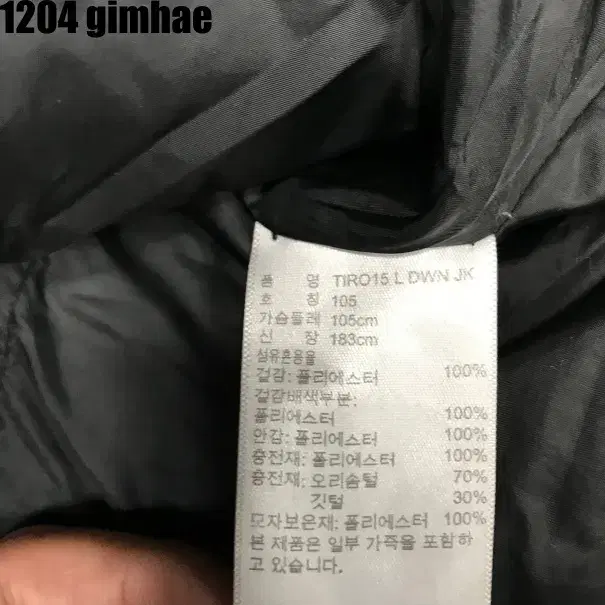 1204 gimhae
품 명 TIRO15 L DWN JK
호 칭 105
가슴둘레 105cm
신 장 183cm
섬유혼용율
겉감: 폴리에스터 100%
겉감배색부분:
폴리에스터 100%
안감: 폴리에스터 100%
충전재: 폴리에스터 100%
충전재: 오리솜털 70%
깃털 30%
모자보온재: 폴리에스터 100%
본 제품은 일부 가죽을 포함하
고 있습니다.